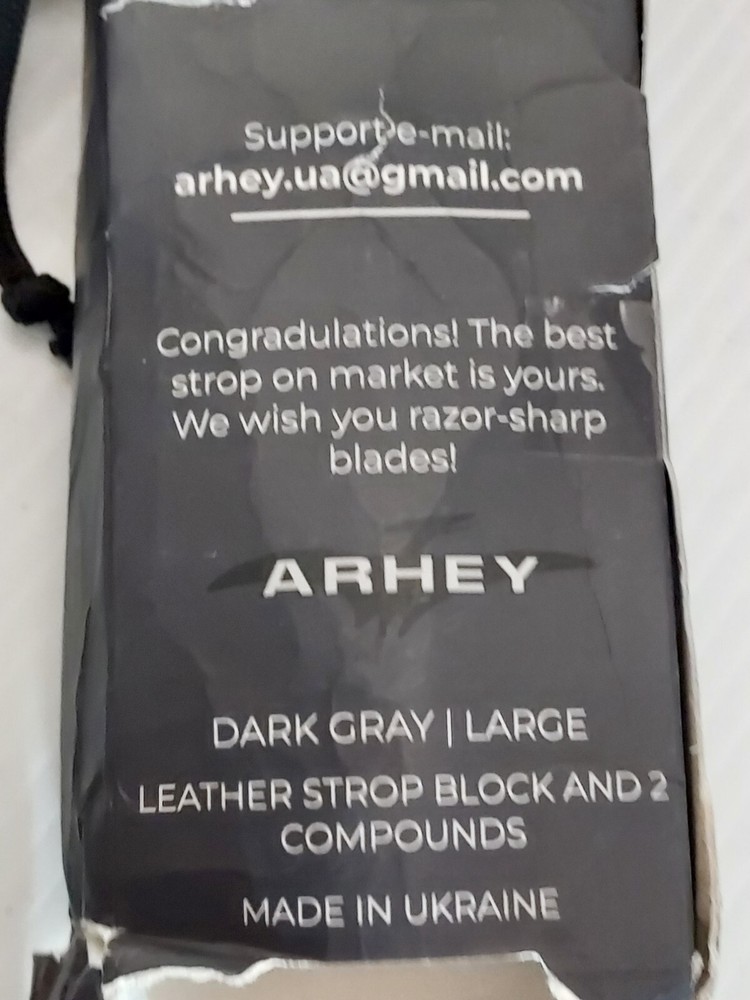 Support e-mail:
arhey.ua@gmail.com
Congradulations! The best
strop on market is yours.
We wish you razor-sharp
blades!
ARHEY
DARK GRAY | LARGE
LEATHER STROP BLOCK AND 2
COMPOUNDS
MADE IN UKRAINE